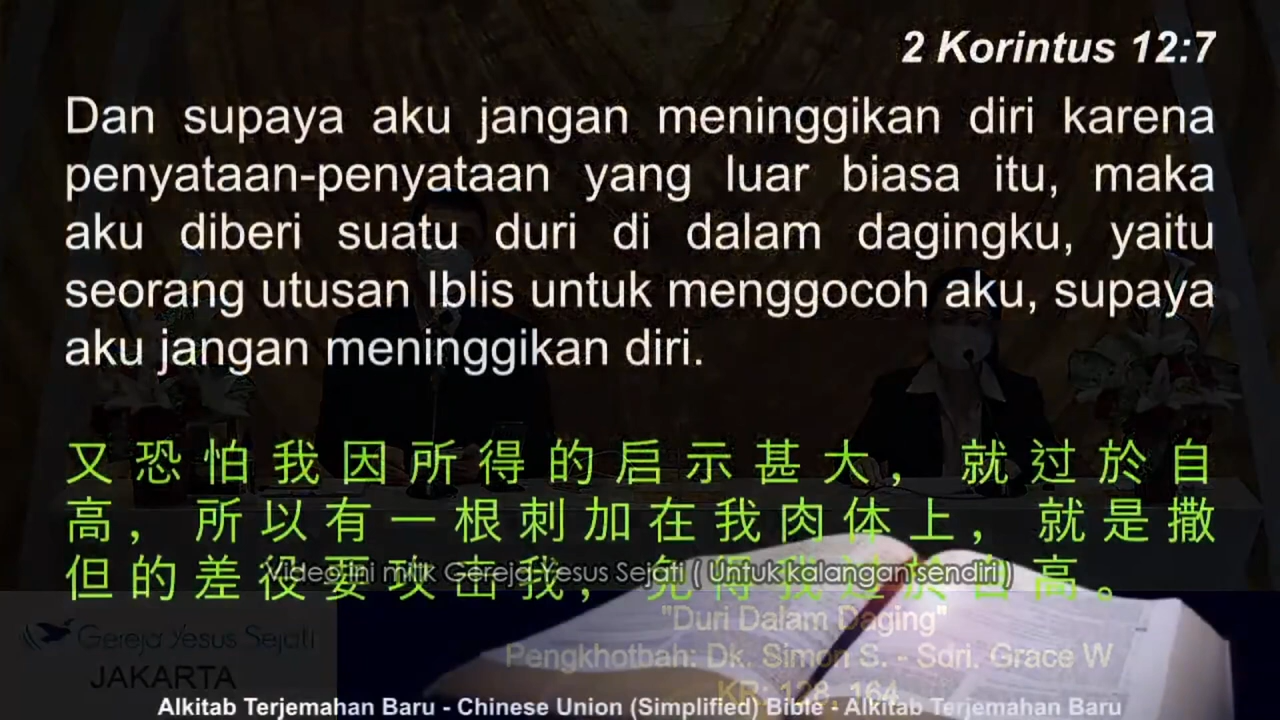 2 Korintus 12:7
Dan supaya aku jangan meninggikan diri karena
penyataan-penyataan yang luar biasa itu, maka
aku diberi suatu duri di dalam dagingku, yaitu
seorang utusan Iblis untuk menggocoh aku, supaya
aku jangan meninggikan diri.
又恐怕我因所得的启示甚大，就过於自
高，所以有一根刺加在我肉体上，就是撒
但的差役要攻击我，免得我过於自高。
Video ini milik Gereja Yesus Sejati ( Untuk kalangan sendiri )
"Duri Dalam Daging"
Gereja Yesus Sejati
JAKARTA
Pengkhotbah: Dk. Simon S. - Sdri. Grace W
KR: 128, 164
Alkitab Terjemahan Baru - Chinese Union (Simplified) Bible - Alkitab Terjemahan Baru